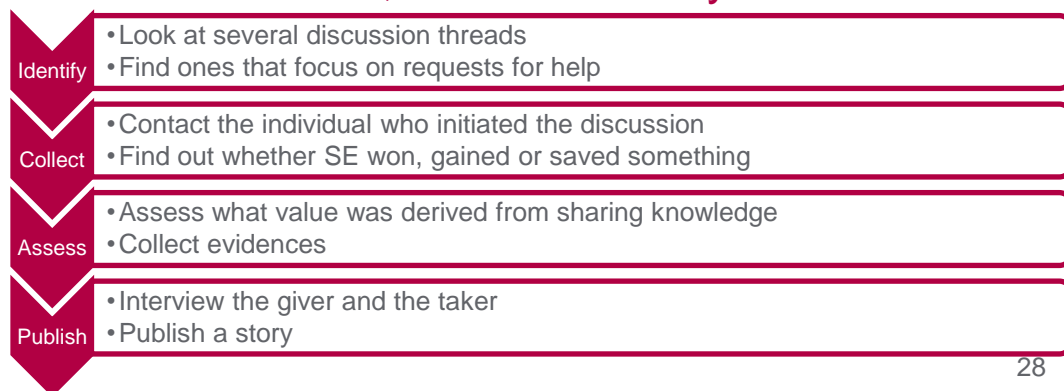 Identify
•Look at several discussion threads
•Find ones that focus on requests for help
Collect
•Contact the individual who initiated the discussion
•Find out whether SE won, gained or saved something
Assess
•Assess what value was derived from sharing knowledge
•Collect evidences
Publish
•Interview the giver and the taker
•Publish a story
28